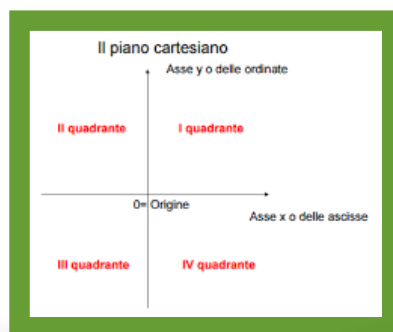 Il piano cartesiano
Asse y o delle ordinate
II quadrante
I quadrante
0= Origine
Asse x o delle ascisse
III quadrante
IV quadrante